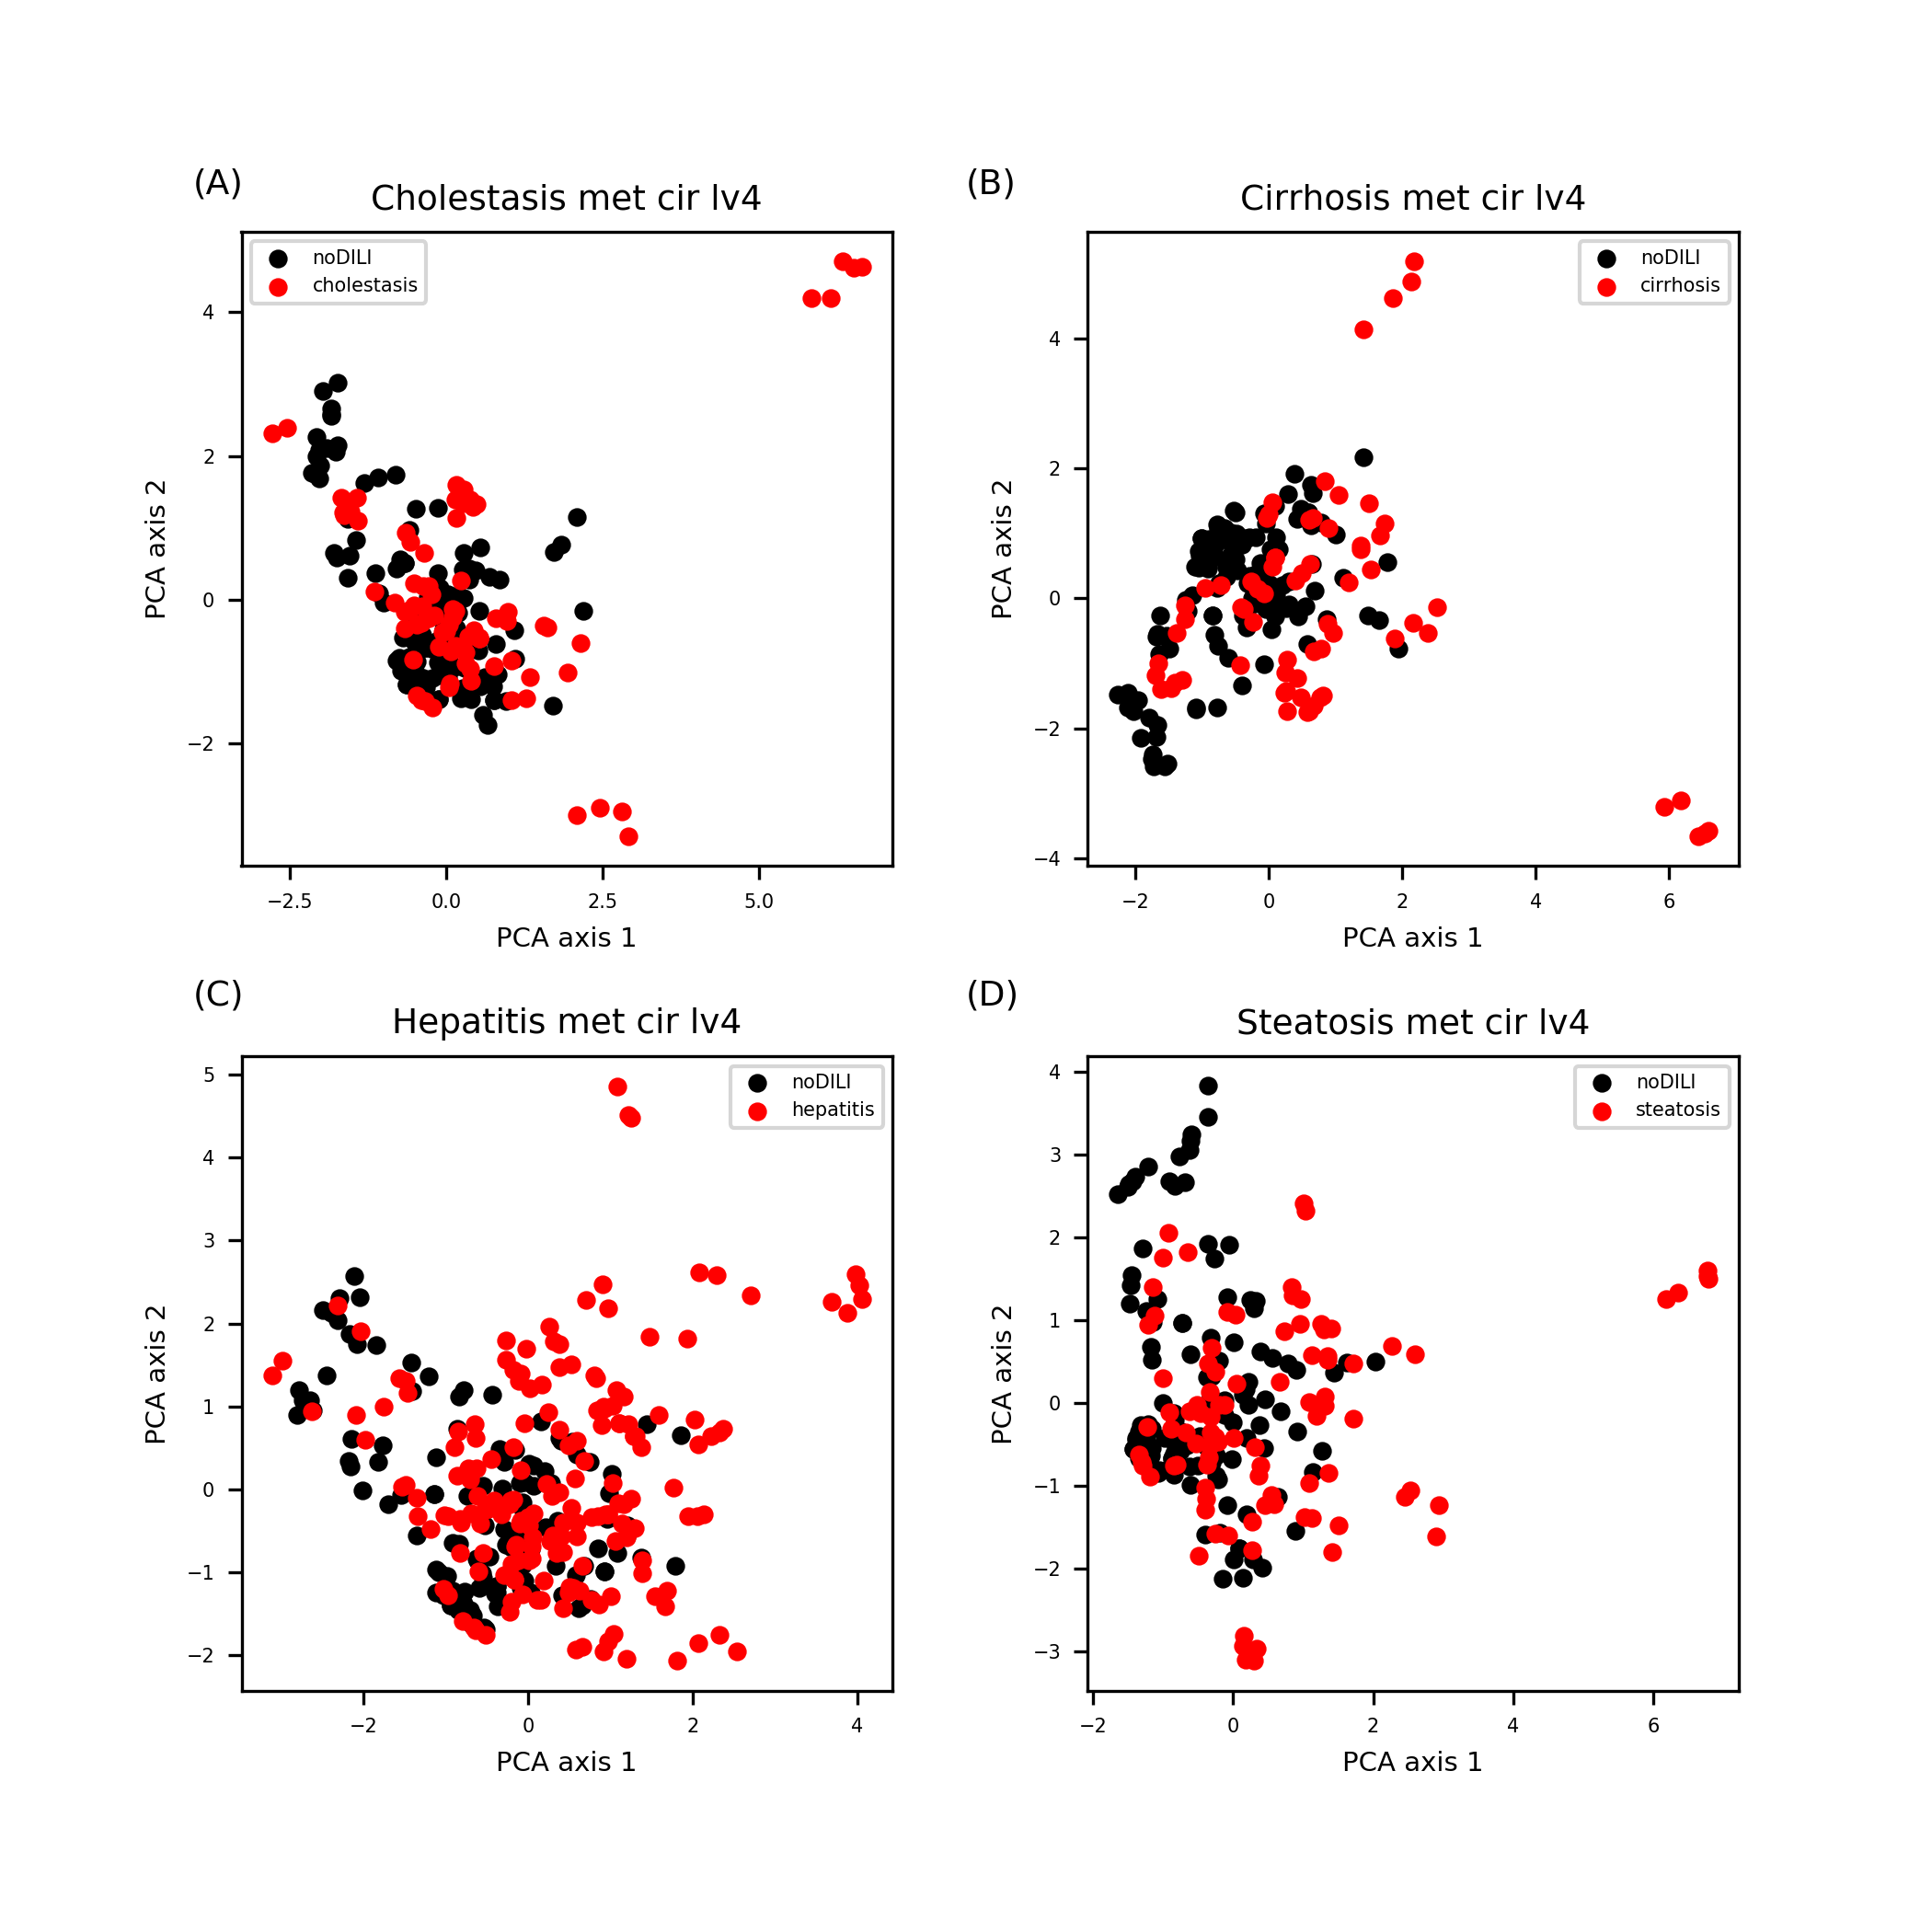 (A)
Cholestasis met cir lv4
noDILI
cholestasis
PCA axis 2
4
2
0
−2
−2.5 0.0 2.5 5.0
PCA axis 1
(B)
Cirrhosis met cir lv4
noDILI
cirrhosis
PCA axis 2
4
2
0
−2
−4
−2 0 2 4 6
PCA axis 1
(C)
Hepatitis met cir lv4
noDILI
hepatitis
PCA axis 2
5
4
3
2
1
0
−1
−2
−2 0 2 4
PCA axis 1
(D)
Steatosis met cir lv4
noDILI
steatosis
PCA axis 2
4
3
2
1
0
−1
−2
−3
−2 0 2 4 6
PCA axis 1